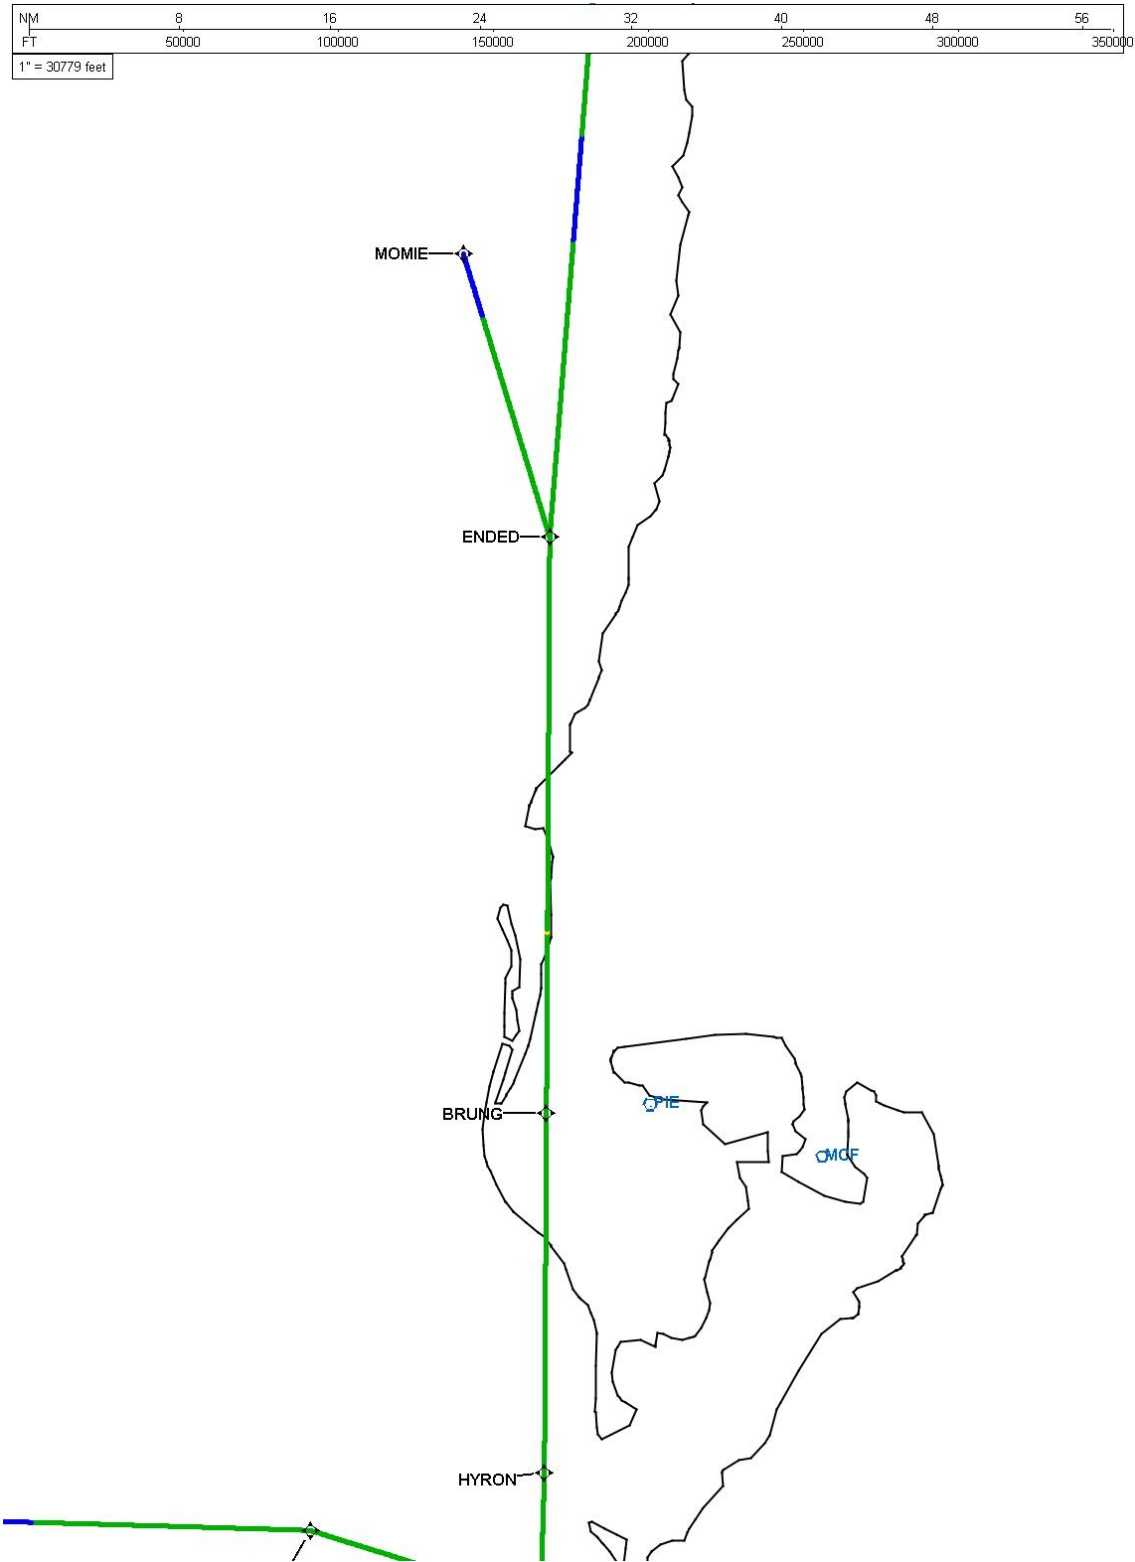 NM 8 16 24 32 40 48 56
FT 50000 100000 150000 200000 250000 300000 350000
1" = 30779 feet
MOMIE
ENDED
PIE
BRUNG
MCF
HYRON